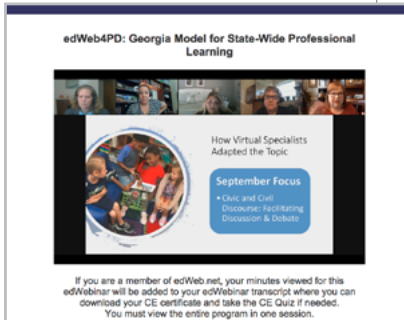 edWeb4PD: Georgia Model for State-Wide Professional
Learning
How Virtual Specialists
Adapted the Topic
September Focus
• Civic and Civil
Discourse: Facilitating
Discussion & Debate
If you are a member of edWeb.net, your minutes viewed for this
edWebinar will be added to your edWebinar transcript where you can
download your CE certificate and take the CE Quiz if needed.
You must view the entire program in one session.